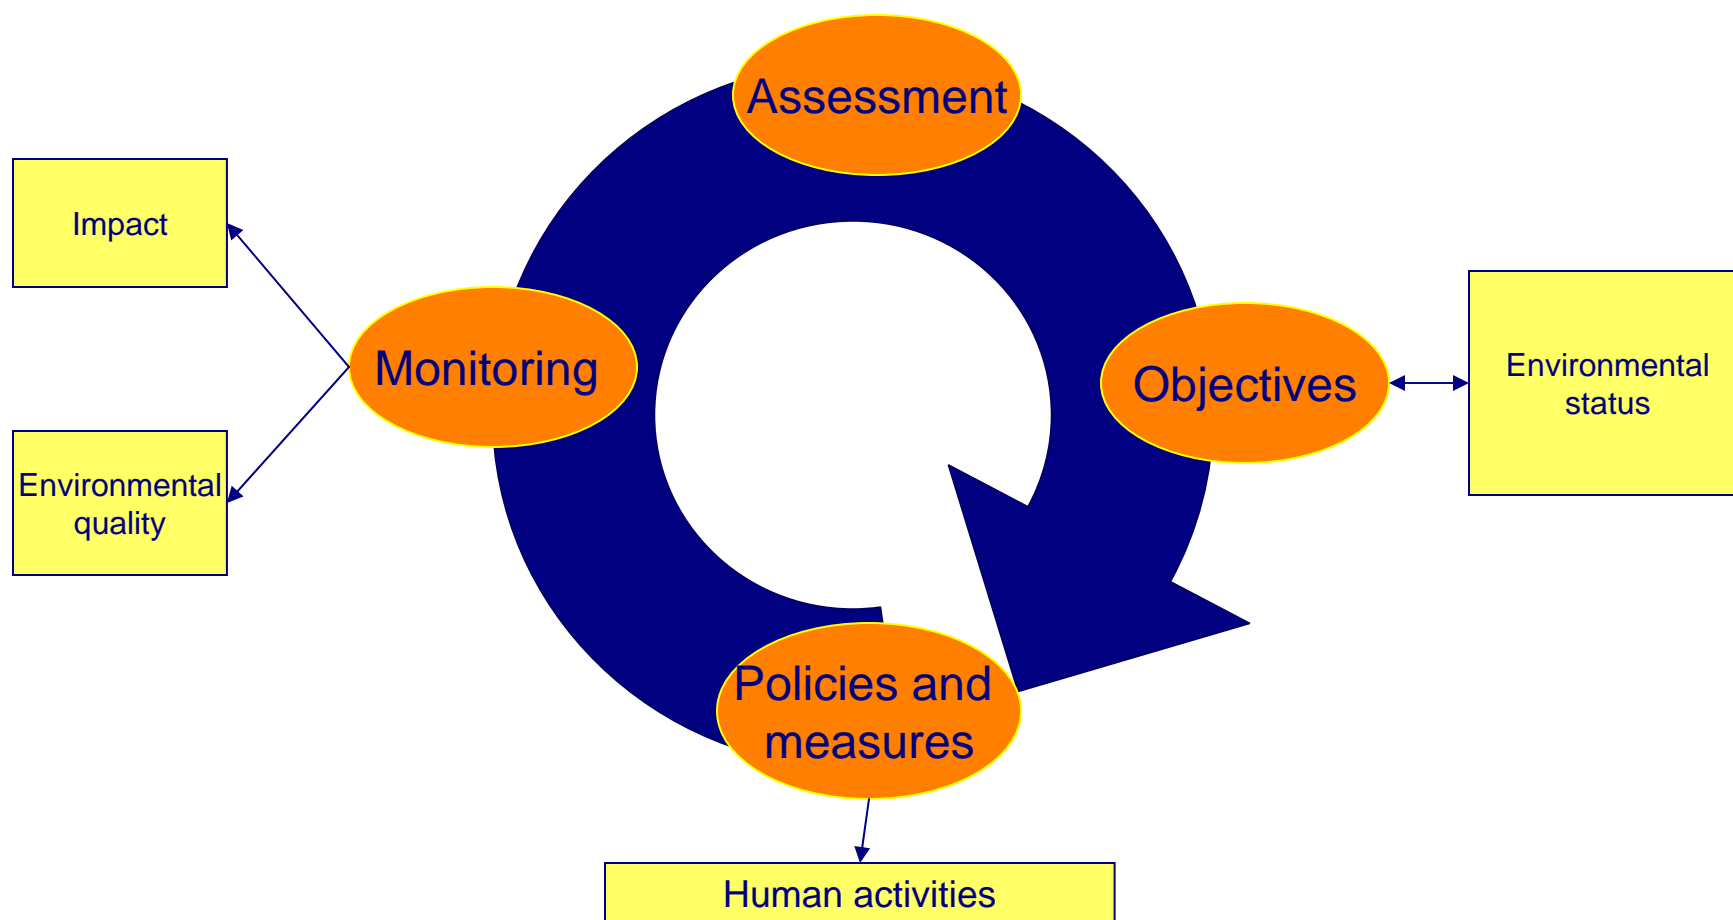 Assessment
Impact
Monitoring
Objectives
Environmental
status
Environmental
quality
Policies and
measures
Human activities